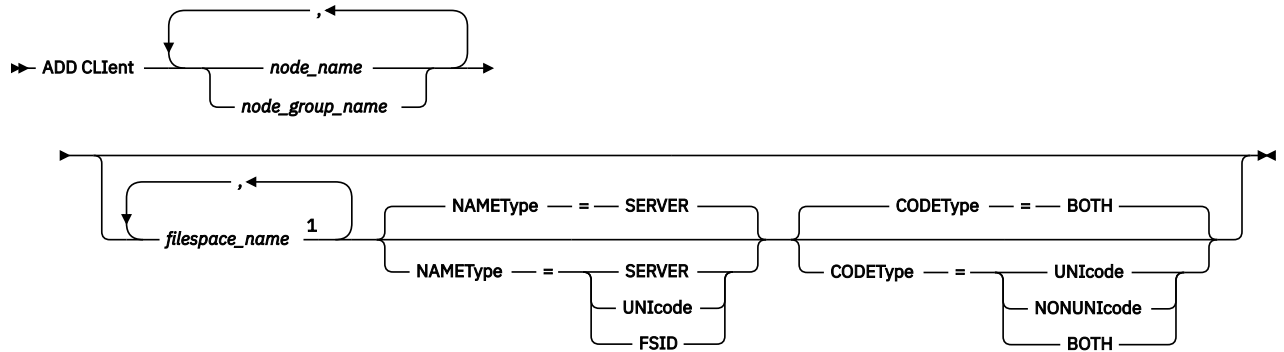 ,
ADD CLIent node_name
node_group_name
,
NAMEType = SERVER CODEType = BOTH
filespace_name 1
NAMEType = SERVER CODEType = UNIcode
UNIcode NONUNIcode
FSID BOTH